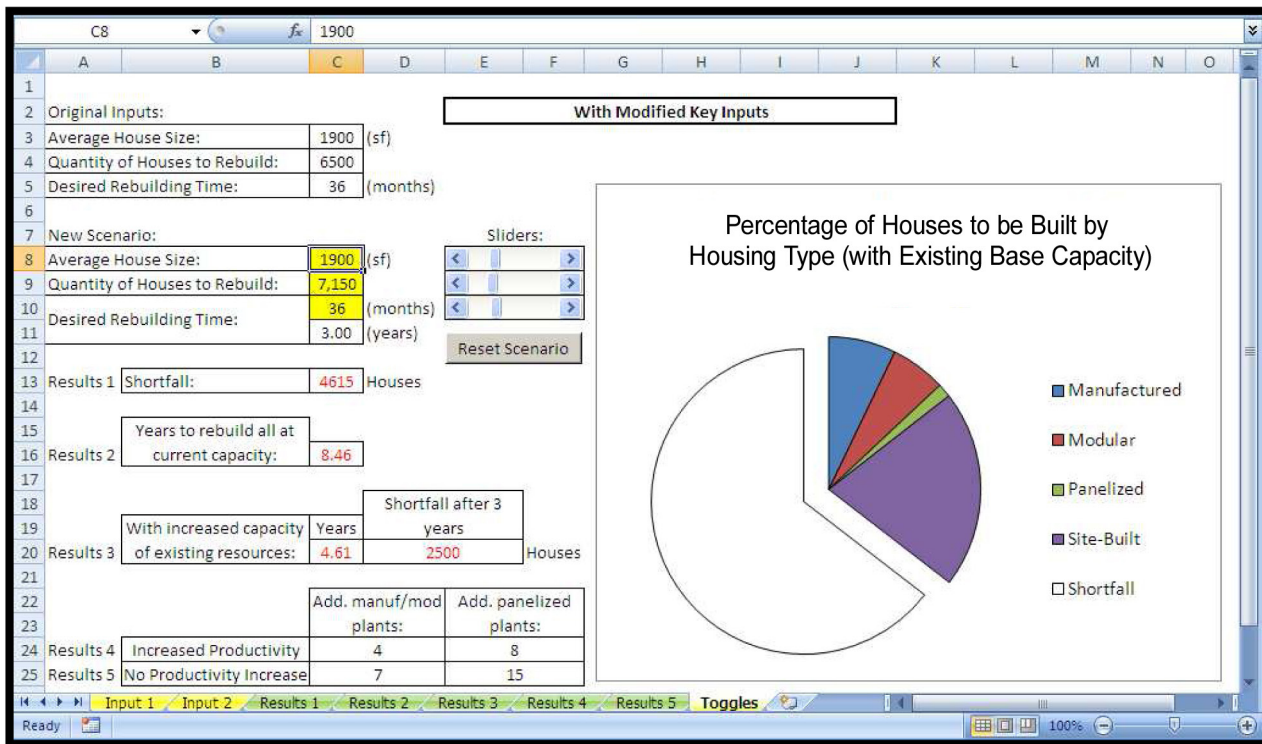 C8 fx 1900
A B C D E F G H I J K L M N O
1
2 Original Inputs: With Modified Key Inputs
3 Average House Size: 1900 (sf)
4 Quantity of Houses to Rebuild: 6500
5 Desired Rebuilding Time: 36 (months)
6
Percentage of Houses to be Built by
Housing Type (with Existing Base Capacity)
7 New Scenario: Sliders:
8 Average House Size: 1900 (sf)
9 Quantity of Houses to Rebuild: 7,150
10 36 (months)
Desired Rebuilding Time:
11 3.00 (years)
Reset Scenario
12
13 Results 1 Shortfall: 4615 Houses
14
15 Years to rebuild all at
16 Results 2 current capacity: 8.46
17
18 Shortfall after 3
19 With increased capacity Years years
20 Results 3 of existing resources: 4.61 2500 Houses
21
22 Add. manuf/mod Add. panelized
23 plants: plants:
24 Results 4 Increased Productivity 4 8
25 Results 5 No Productivity Increase 7 15
Manufactured
Modular
Panelized
Site-Built
Shortfall
Input 1 Input 2 Results 1 Results 2 Results 3 Results 4 Results 5 Toggles
Ready 100%